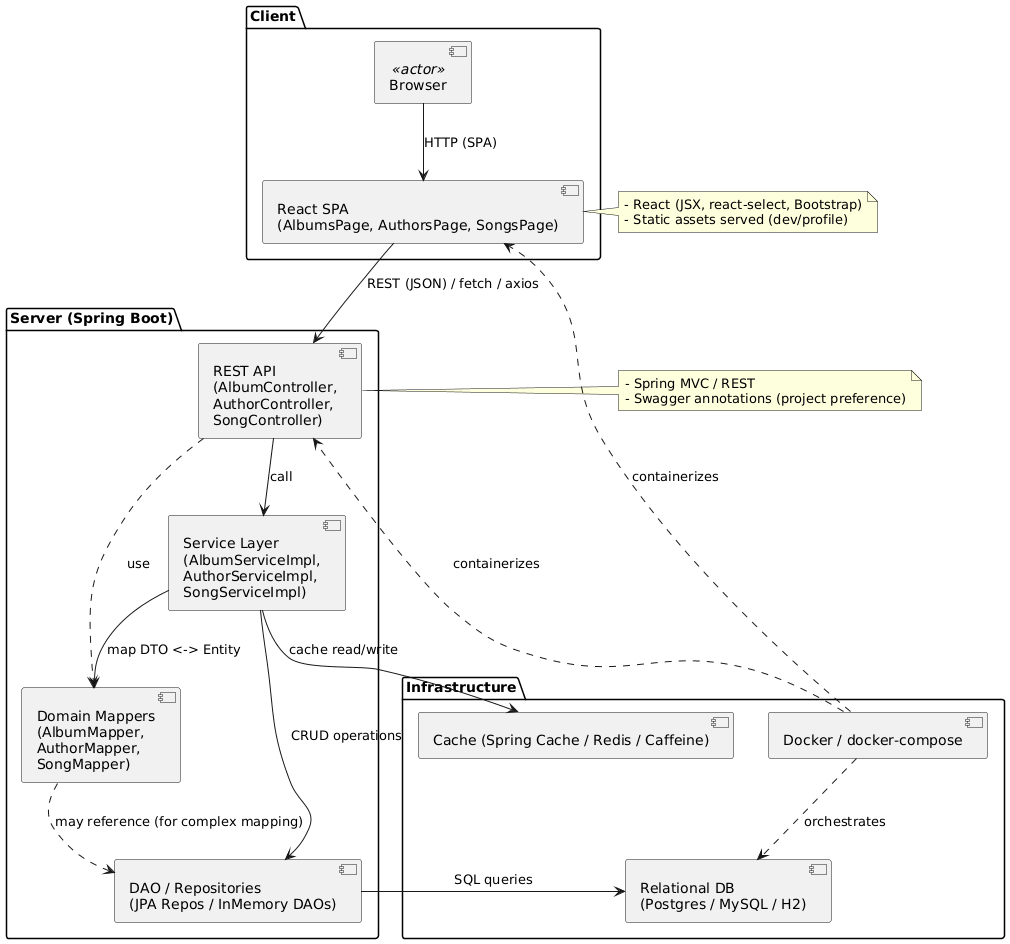 Client
«actor»
Browser
HTTP (SPA)
React SPA
(AlbumsPage, AuthorsPage, SongsPage)
- React (JSX, react-select, Bootstrap)
- Static assets served (dev/profile)
REST (JSON) / fetch / axios
Server (Spring Boot)
REST API
(AlbumController,
AuthorController,
SongController)
- Spring MVC / REST
- Swagger annotations (project preference)
call
containerizes
Service Layer
(AlbumServiceImpl,
AuthorServiceImpl,
SongServiceImpl)
use
containerizes
map DTO <-> Entity
cache read/write
Infrastructure
Domain Mappers
(AlbumMapper,
AuthorMapper,
SongMapper)
CRUD operations
Cache (Spring Cache / Redis / Caffeine)
Docker / docker-compose
may reference (for complex mapping)
orchestrates
DAO / Repositories
(JPA Repos / InMemory DAOs)
SQL queries
Relational DB
(Postgres / MySQL / H2)